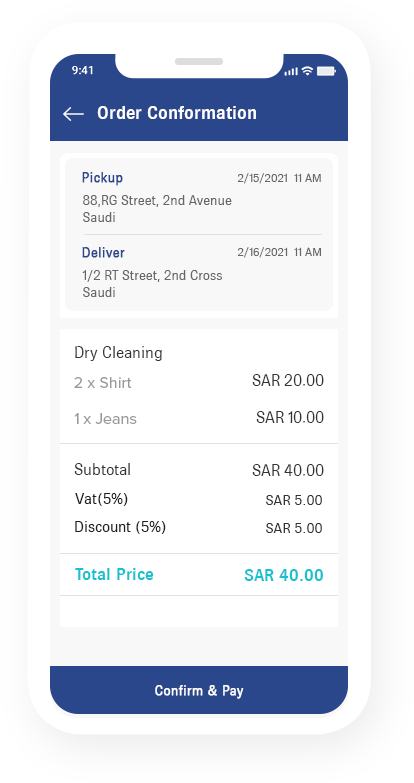 9:41
Order Conformation
Pickup 2/15/2021 11 AM
88,RG Street, 2nd Avenue
Saudi
Deliver 2/16/2021 11 AM
1/2 RT Street, 2nd Cross
Saudi
Dry Cleaning
2 x Shirt SAR 20.00
1 x Jeans SAR 10.00
Subtotal SAR 40.00
Vat(5%) SAR 5.00
Discount (5%) SAR 5.00
Total Price SAR 40.00
Confirm & Pay